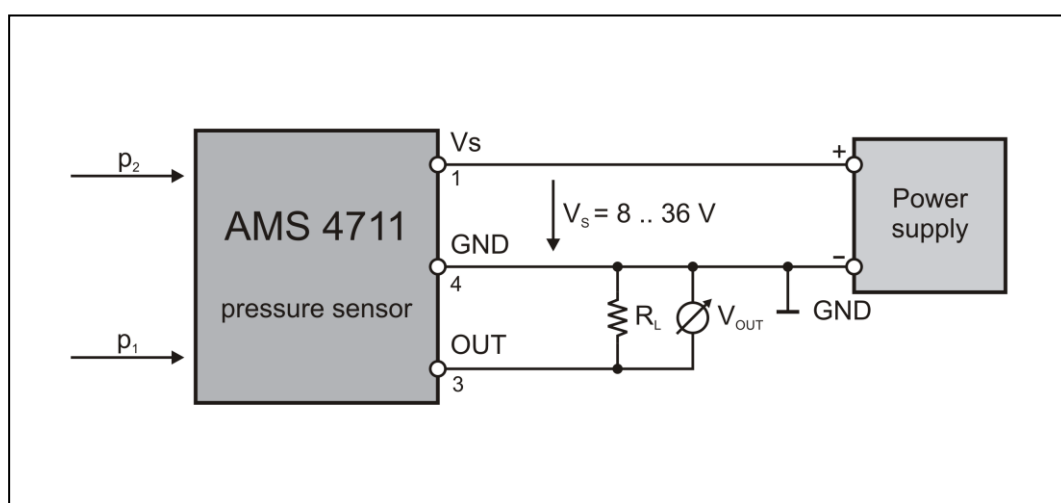 p2
p1
AMS 4711
pressure sensor
Vs
1
GND
4
OUT
3
VS = 8 .. 36 V
RL
VOUT
GND
+
−
Power
supply